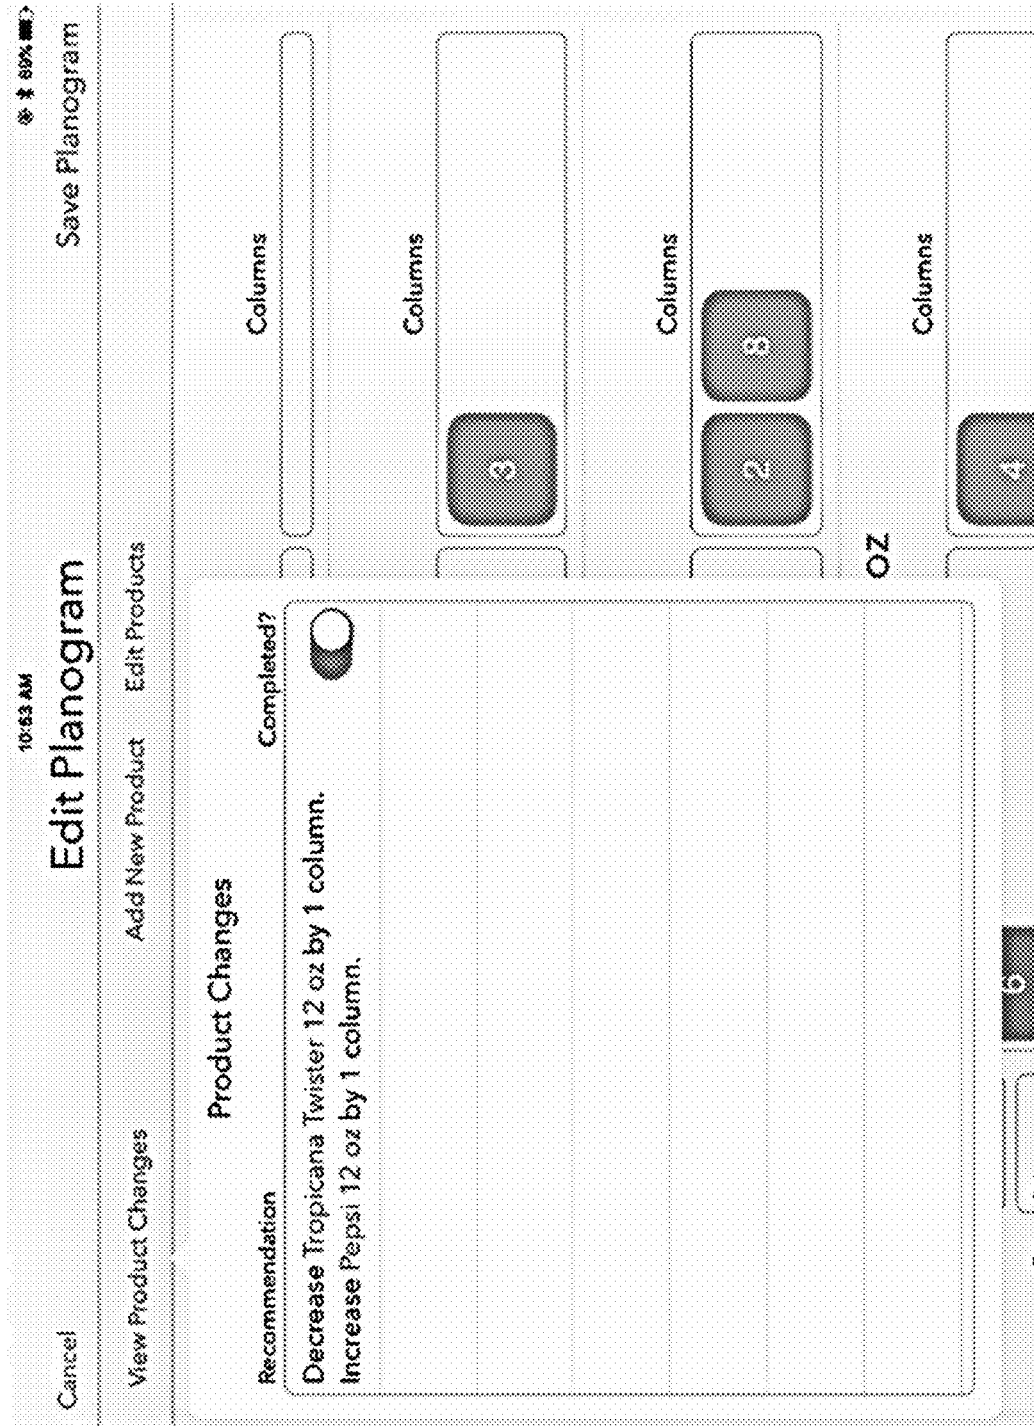 10:53 AM
89%
Cancel
Edit Planogram
Save Planogram
View Product Changes
Add New Product
Edit Products
Product Changes
Recommendation
Completed?
Decrease Tropicana Twister 12 oz by 1 column.
Increase Pepsi 12 oz by 1 column.
Columns
Columns
3
Columns
2
8
OZ
Columns
4
6